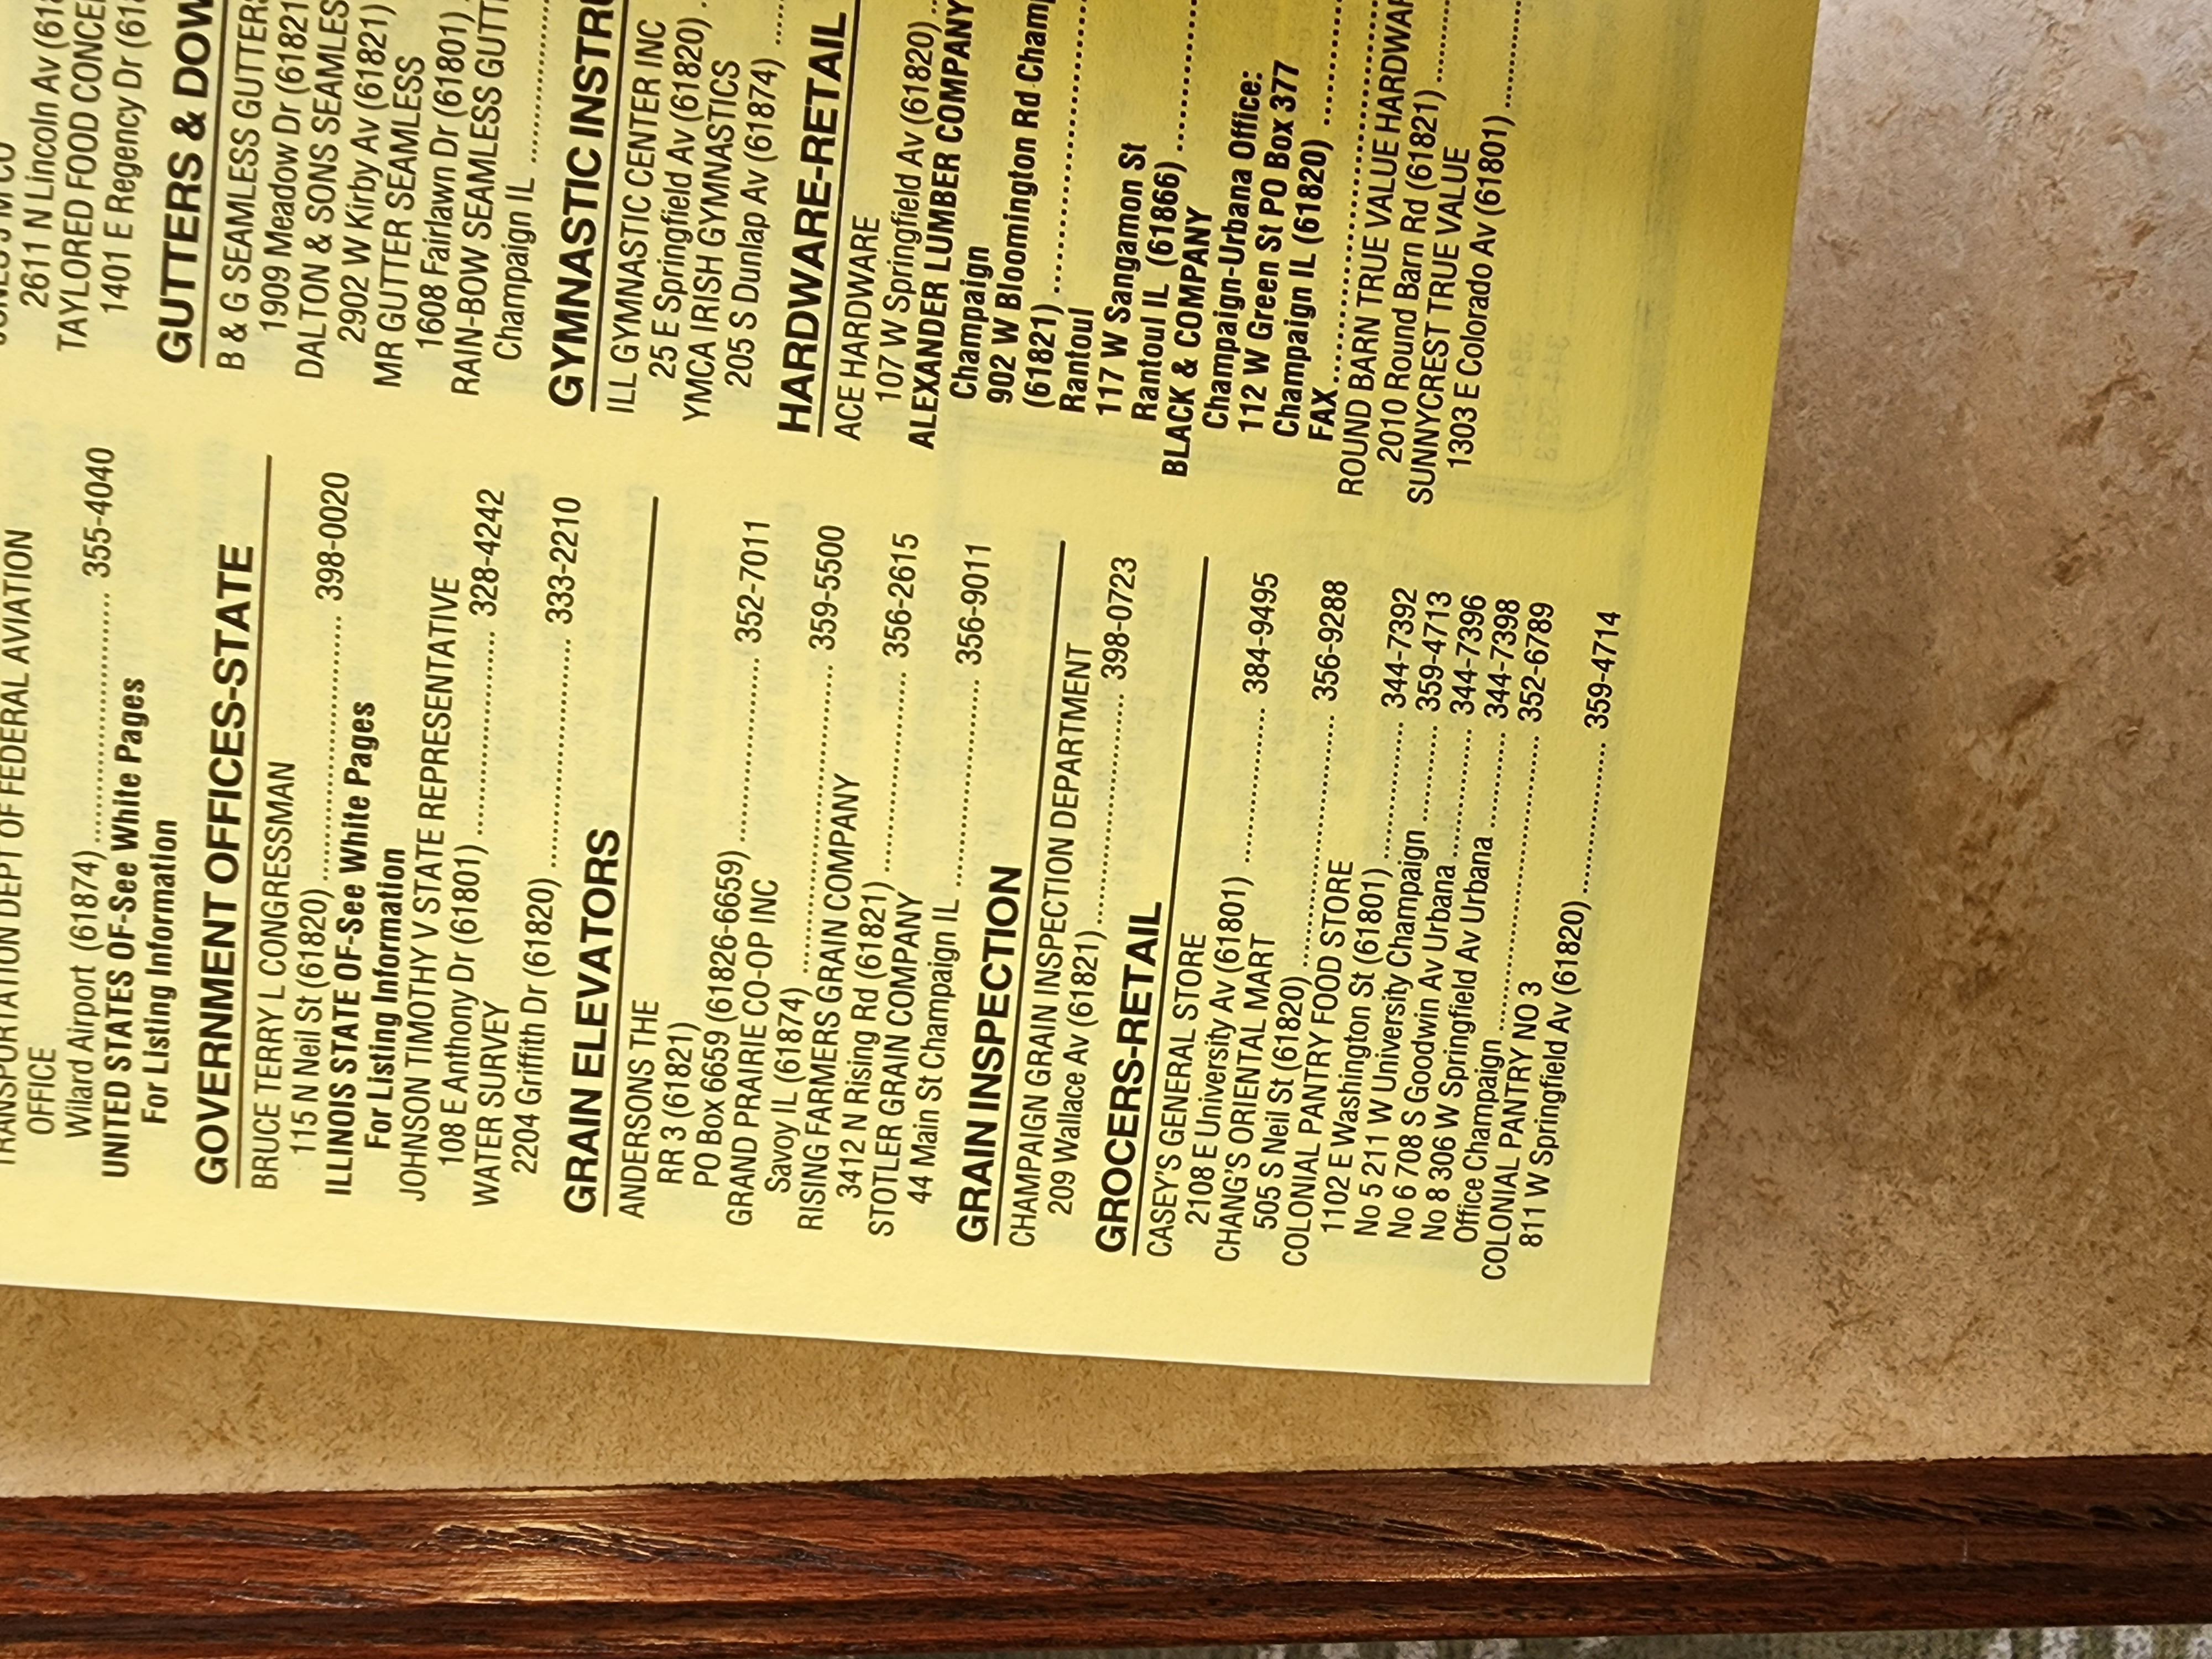 TRANSPORTATION DEPT OF FEDERAL AVIATION
OFFICE
Wilard Airport (61874) 355-4040
UNITED STATES OF-See White Pages
For Listing Information
GOVERNMENT OFFICES-STATE
BRUCE TERRY L CONGRESSMAN
115 N Neil St (61820) 398-0020
ILLINOIS STATE OF-See White Pages
For Listing Information
JOHNSON TIMOTHY V STATE REPRESENTATIVE
108 E Anthony Dr (61801) 328-4242
WATER SURVEY
2204 Griffith Dr (61820) 333-2210
GRAIN ELEVATORS
ANDERSONS THE
RR 3 (61821)
PO Box 6659 (61826-6659) 352-7011
GRAND PRAIRIE CO-OP INC
Savoy IL (61874) 359-5500
RISING FARMERS GRAIN COMPANY
3412 N Rising Rd (61821) 356-2615
STOTLER GRAIN COMPANY
44 Main St Champaign IL 356-9011
GRAIN INSPECTION
CHAMPAIGN GRAIN INSPECTION DEPARTMENT
209 Wallace Av (61821) 398-0723
GROCERS-RETAIL
CASEY'S GENERAL STORE
2108 E University Av (61801) 384-9495
CHANG'S ORIENTAL MART
505 S Neil St (61820) 356-9288
COLONIAL PANTRY FOOD STORE
1102 E Washington St (61801) 344-7392
No 5 211 W University Champaign 359-4713
No 6 708 S Goodwin Av Urbana 344-7396
No 8 306 W Springfield Av Urbana 344-7398
Office Champaign 352-6789
COLONIAL PANTRY NO 3
811 W Springfield Av (61820) 359-4714
2611 N Lincoln Av (61
TAYLORED FOOD CONCE
1401 E Regency Dr (61
GUTTERS & DOW
B & G SEAMLESS GUTTERS
1909 Meadow Dr (61821
DALTON & SONS SEAMLES
2902 W Kirby Av (61821)
MR GUTTER SEAMLESS
1608 Fairlawn Dr (61801)
RAIN-BOW SEAMLESS GUTT
Champaign IL
GYMNASTIC INSTRU
ILL GYMNASTIC CENTER INC
25 E Springfield Av (61820)
YMCA IRISH GYMNASTICS
205 S Dunlap Av (61874)
HARDWARE-RETAIL
ACE HARDWARE
107 W Springfield Av (61820)
ALEXANDER LUMBER COMPANY
Champaign
902 W Bloomington Rd Champ
(61821)
Rantoul
117 W Sangamon St
Rantoul IL (61866)
BLACK & COMPANY
Champaign-Urbana Office:
112 W Green St PO Box 377
Champaign IL (61820)
FAX
ROUND BARN TRUE VALUE HARDWAR
2010 Round Barn Rd (61821)
SUNNYCREST TRUE VALUE
1303 E Colorado Av (61801)